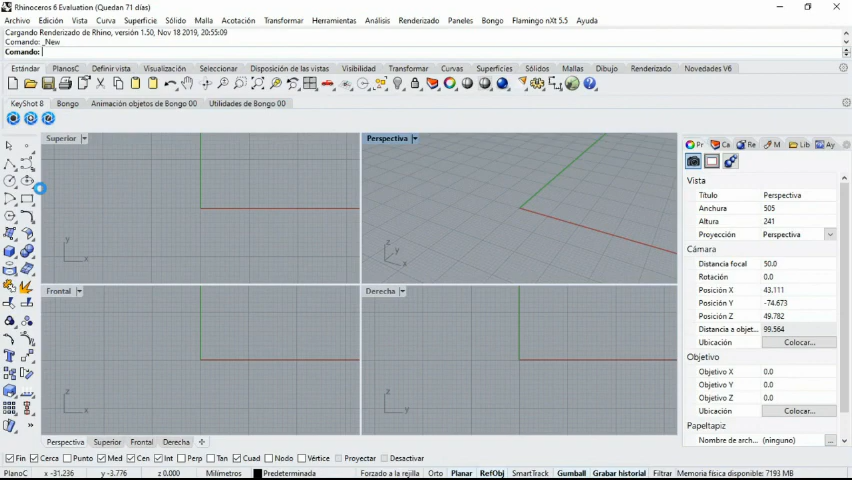 Rhinoceros 6 Evaluation (Quedan 71 días)
Archivo Edición Vista Curva Superficie Sólido Malla Acotación Transformar Herramientas Análisis Renderizado Paneles Bongo Flamingo nXt 5.5 Ayuda
Cargando Renderizado de Rhino, versión 1.50, Nov 18 2019, 20:55:09
Comando: _New
Comando:
Estándar PlanosC Definir vista Visualización Seleccionar Disposición de las vistas Visibilidad Transformar Curvas Superficies Sólidos Mallas Dibujo Renderizado Novedades V6
KeyShot 8 Bongo Animación objetos de Bongo 00 Utilidades de Bongo 00
Superior
Perspectiva
Pr Ca Re M Lib Ay
Vista
Título Perspectiva
Anchura 505
Altura 241
Proyección Perspectiva
Cámara
Distancia focal 50.0
Rotación 0.0
Posición X 43.111
Posición Y -74.673
Posición Z 49.782
Distancia a objet... 99.564
Ubicación Colocar...
Objetivo
Objetivo X 0.0
Objetivo Y 0.0
Objetivo Z 0.0
Ubicación Colocar...
Papeltapiz
Nombre de arch... (ninguno) ...
y
x
z
y
x
Frontal
Derecha
z
x
z
y
Perspectiva Superior Frontal Derecha
Fin Cerca Punto Med Cen Int Perp Tan Cuad Nodo Vértice Proyectar Desactivar
PlanoC x -31.236 y -3.776 z 0.000 Milímetros Predeterminada Forzado a la rejilla Orto Planar RefObj SmartTrack Gumball Grabar historial Filtrar Memoria física disponible: 7193 MB